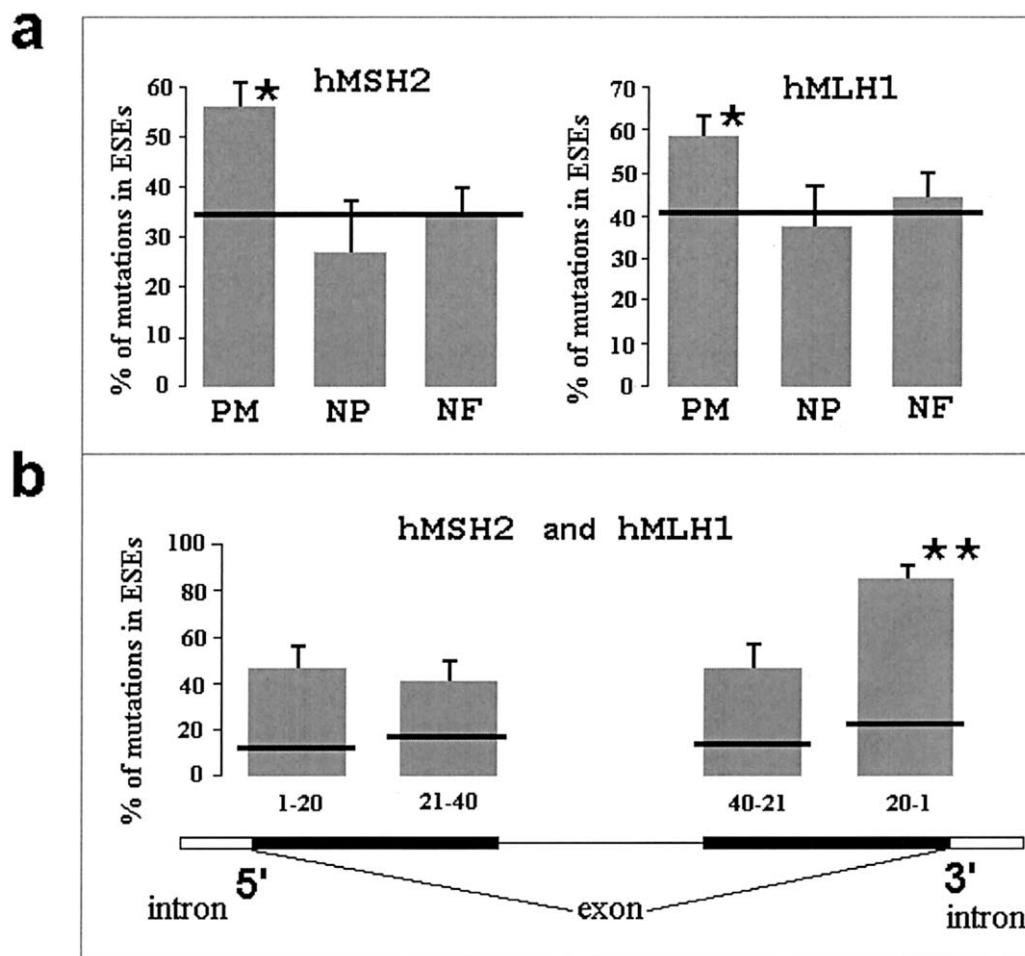 a
hMSH2
% of mutations in ESEs
60
50
40
30
20
10
0
PM NP NF
hMLH1
% of mutations in ESEs
70
60
50
40
30
20
10
0
PM NP NF
b
hMSH2 and hMLH1
% of mutations in ESEs
100
80
60
40
20
0
1-20 21-40 40-21 20-1
5' 3'
intron exon intron